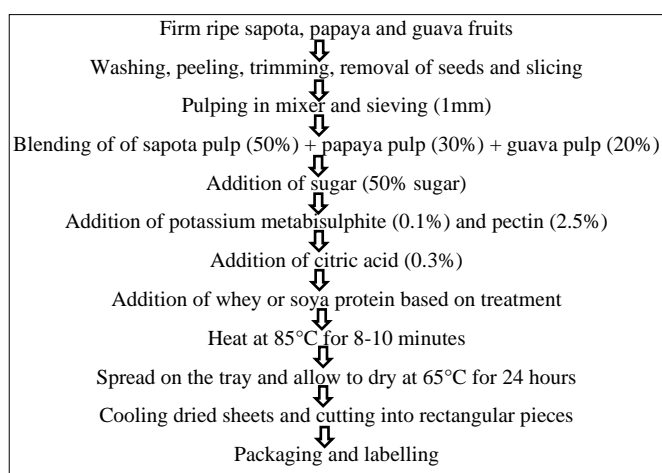 Firm ripe sapota, papaya and guava fruits
Washing, peeling, trimming, removal of seeds and slicing
Pulping in mixer and sieving (1mm)
Blending of of sapota pulp (50%) + papaya pulp (30%) + guava pulp (20%)
Addition of sugar (50% sugar)
Addition of potassium metabisulphite (0.1%) and pectin (2.5%)
Addition of citric acid (0.3%)
Addition of whey or soya protein based on treatment
Heat at 85°C for 8-10 minutes
Spread on the tray and allow to dry at 65°C for 24 hours
Cooling dried sheets and cutting into rectangular pieces
Packaging and labelling